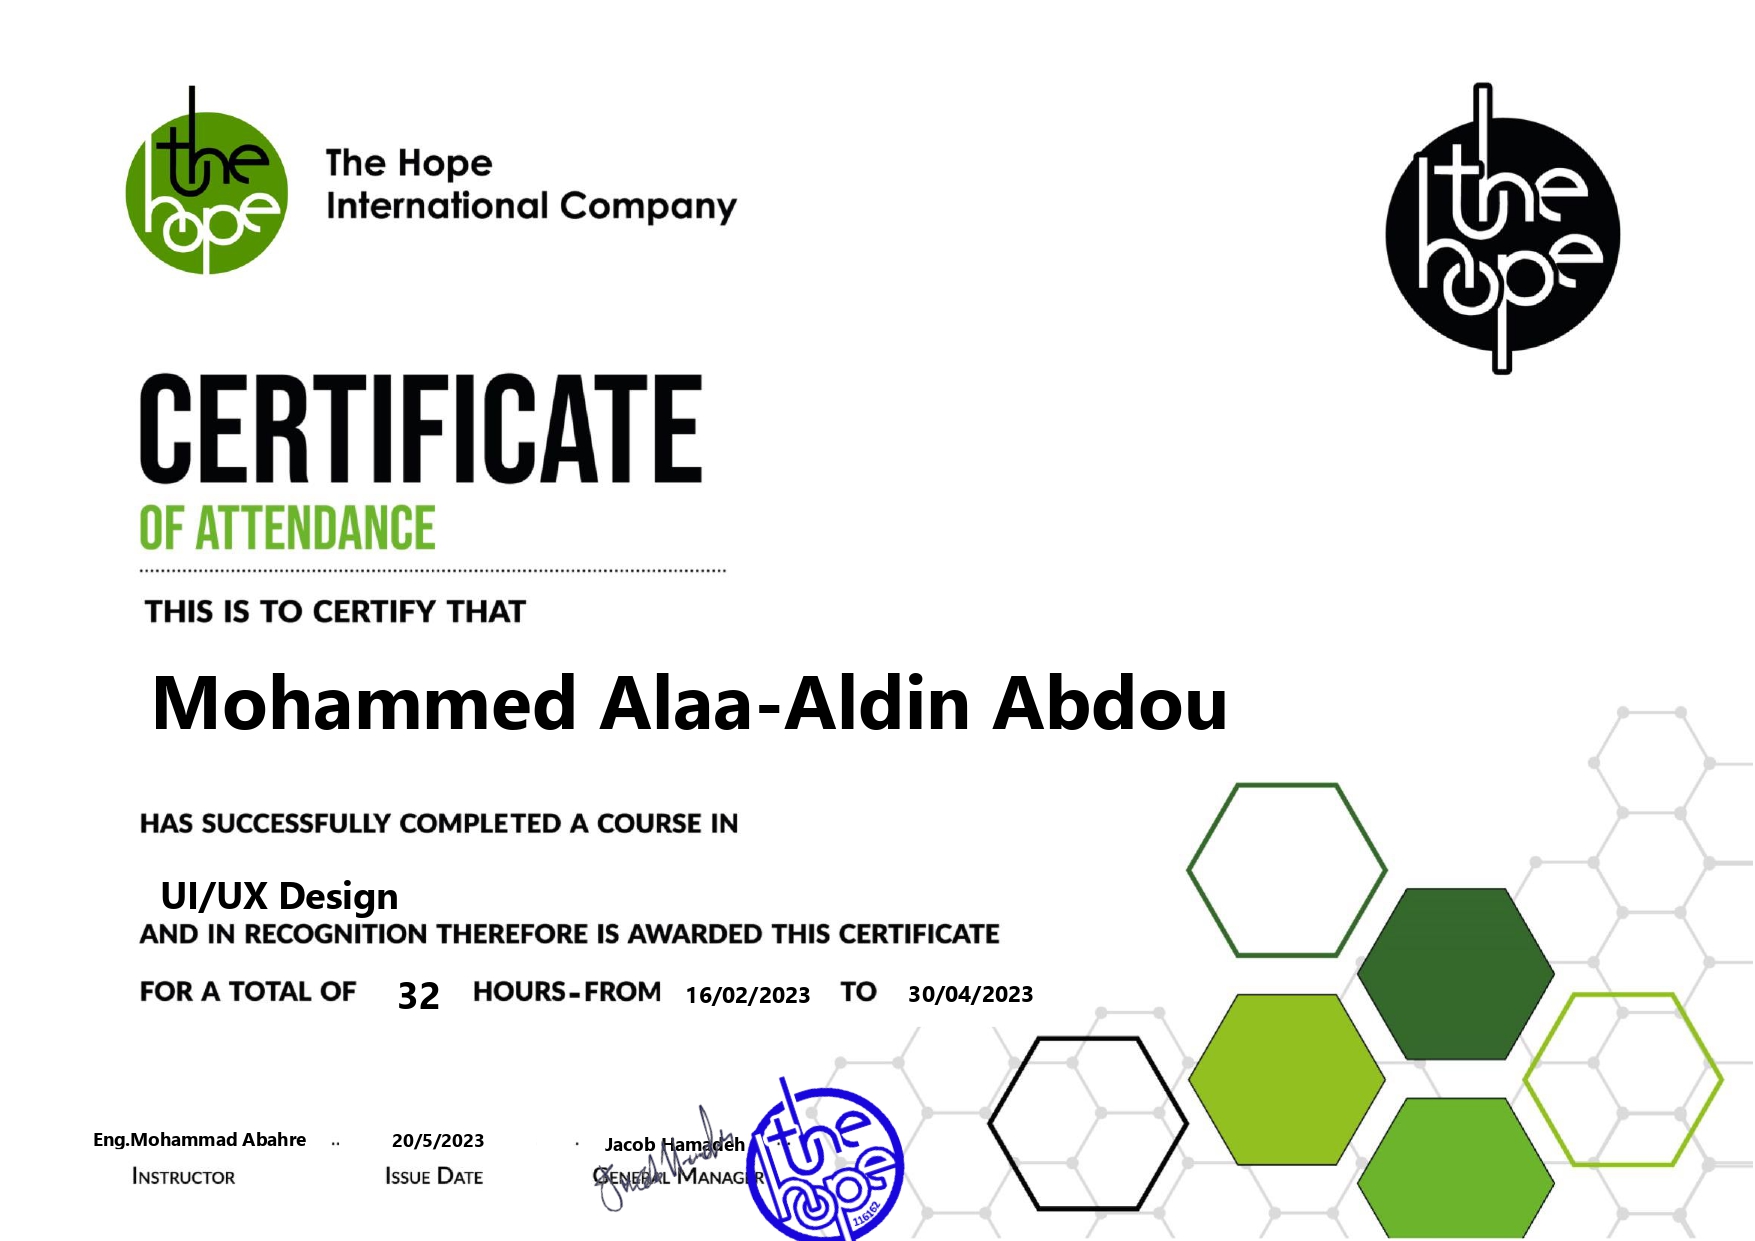 the
hope
The Hope
International Company
the
hope
CERTIFICATE
OF ATTENDANCE
THIS IS TO CERTIFY THAT
Mohammed Alaa-Aldin Abdou
HAS SUCCESSFULLY COMPLETED A COURSE IN
UI/UX Design
AND IN RECOGNITION THEREFORE IS AWARDED THIS CERTIFICATE
FOR A TOTAL OF 32 HOURS-FROM 16/02/2023 TO 30/04/2023
Eng.Mohammad Abahre .. 20/5/2023 . Jacob Hamadeh
INSTRUCTOR ISSUE DATE GENERAL MANAGER
the
hope
116162